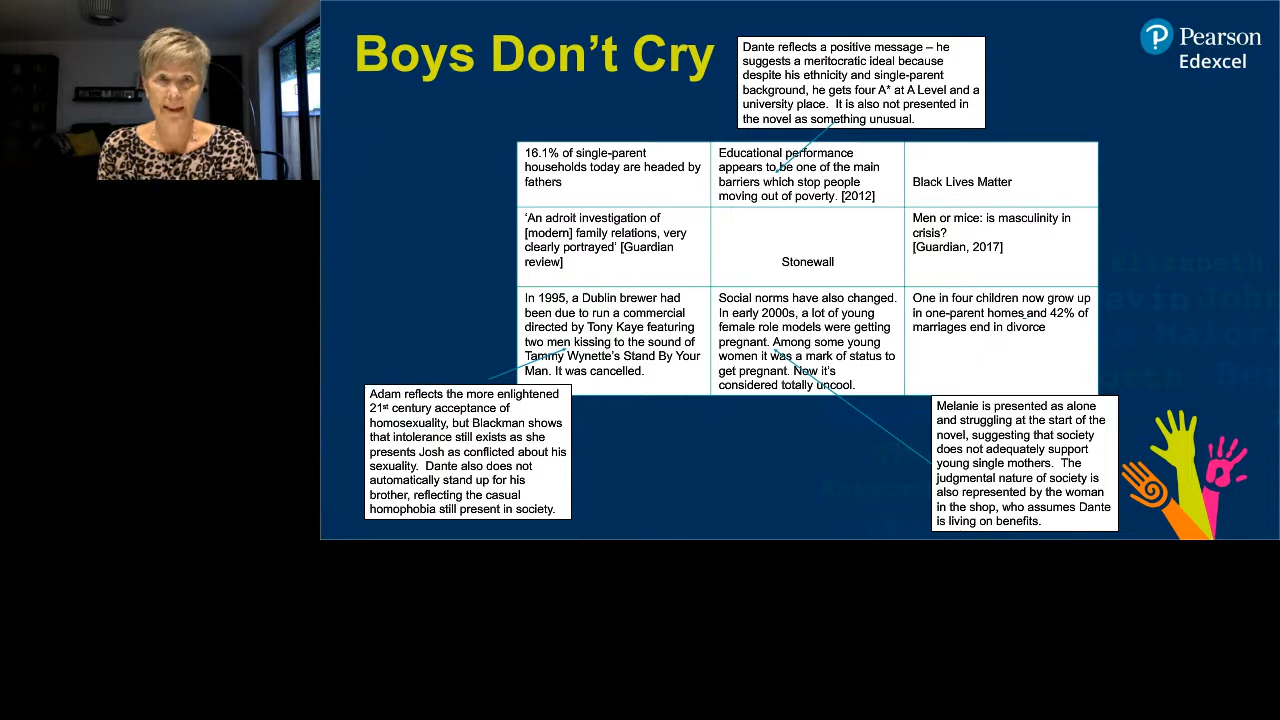 Boys Don't Cry
Pearson
Edexcel
Dante reflects a positive message – he
suggests a meritocratic ideal because
despite his ethnicity and single-parent
background, he gets four A* at A Level and a
university place. It is also not presented in
the novel as something unusual.
16.1% of single-parent
households today are headed by
fathers
Educational performance
appears to be one of the main
barriers which stop people
moving out of poverty. [2012]
Black Lives Matter
‘An adroit investigation of
[modern] family relations, very
clearly portrayed’ [Guardian
review]
Stonewall
Men or mice: is masculinity in
crisis?
[Guardian, 2017]
In 1995, a Dublin brewer had
been due to run a commercial
directed by Tony Kaye featuring
two men kissing to the sound of
Tammy Wynette’s Stand By Your
Man. It was cancelled.
Social norms have also changed.
In early 2000s, a lot of young
female role models were getting
pregnant. Among some young
women it was a mark of status to
get pregnant. Now it’s
considered totally uncool.
One in four children now grow up
in one-parent homes and 42% of
marriages end in divorce
Adam reflects the more enlightened
21st century acceptance of
homosexuality, but Blackman shows
that intolerance still exists as she
presents Josh as conflicted about his
sexuality. Dante also does not
automatically stand up for his
brother, reflecting the casual
homophobia still present in society.
Melanie is presented as alone
and struggling at the start of the
novel, suggesting that society
does not adequately support
young single mothers. The
judgmental nature of society is
also represented by the woman
in the shop, who assumes Dante
is living on benefits.